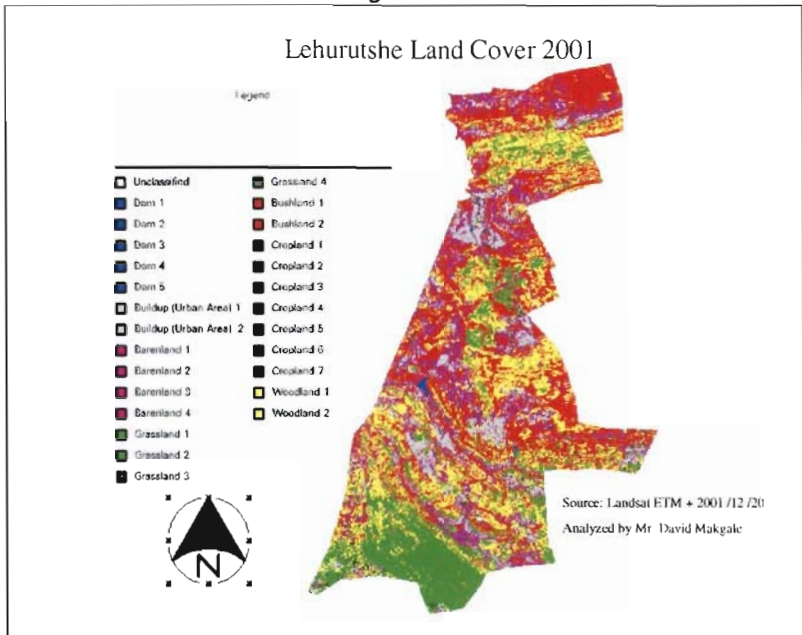 Lehurutshe Land Cover 2001
Legend
Unclassified
Dam 1
Dam 2
Dam 3
Dam 4
Dam 5
Buildup (Urban Area) 1
Buildup (Urban Area) 2
Barenland 1
Barenland 2
Barenland 3
Barenland 4
Grassland 1
Grassland 2
Grassland 3
Grassland 4
Bushland 1
Bushland 2
Cropland 1
Cropland 2
Cropland 3
Cropland 4
Cropland 5
Cropland 6
Cropland 7
Woodland 1
Woodland 2
N
Source: Landsat ETM + 2001 /12 /20
Analyzed by Mr David Makgale